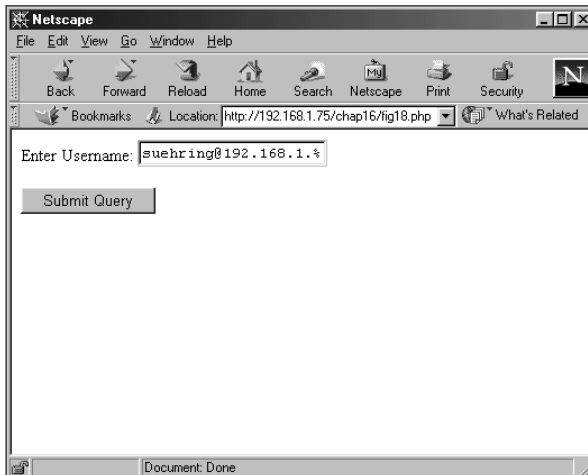 Netscape
File Edit View Go Window Help
Back Forward Reload Home Search Netscape Print Security N
My
Bookmarks Location: http://192.168.1.75/chap16/fig18.php What's Related
Enter Username: suehring@192.168.1.%
Submit Query
Document: Done